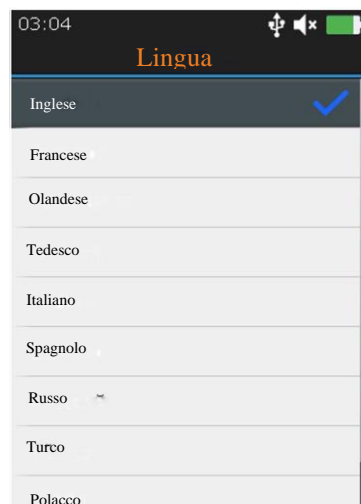 03:04
Lingua
Inglese
Francese
Olandese
Tedesco
Italiano
Spagnolo
Russo
Turco
Polacco